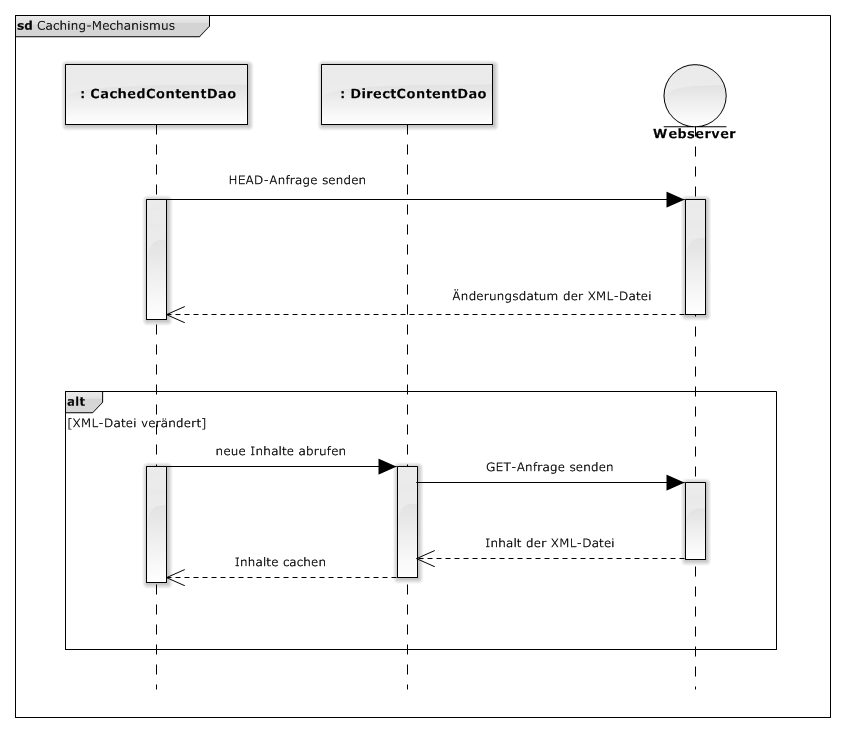 sd Caching-Mechanismus
: CachedContentDao
: DirectContentDao
Webserver
HEAD-Anfrage senden
Änderungsdatum der XML-Datei
alt
[XML-Datei verändert]
neue Inhalte abrufen
GET-Anfrage senden
Inhalt der XML-Datei
Inhalte cachen